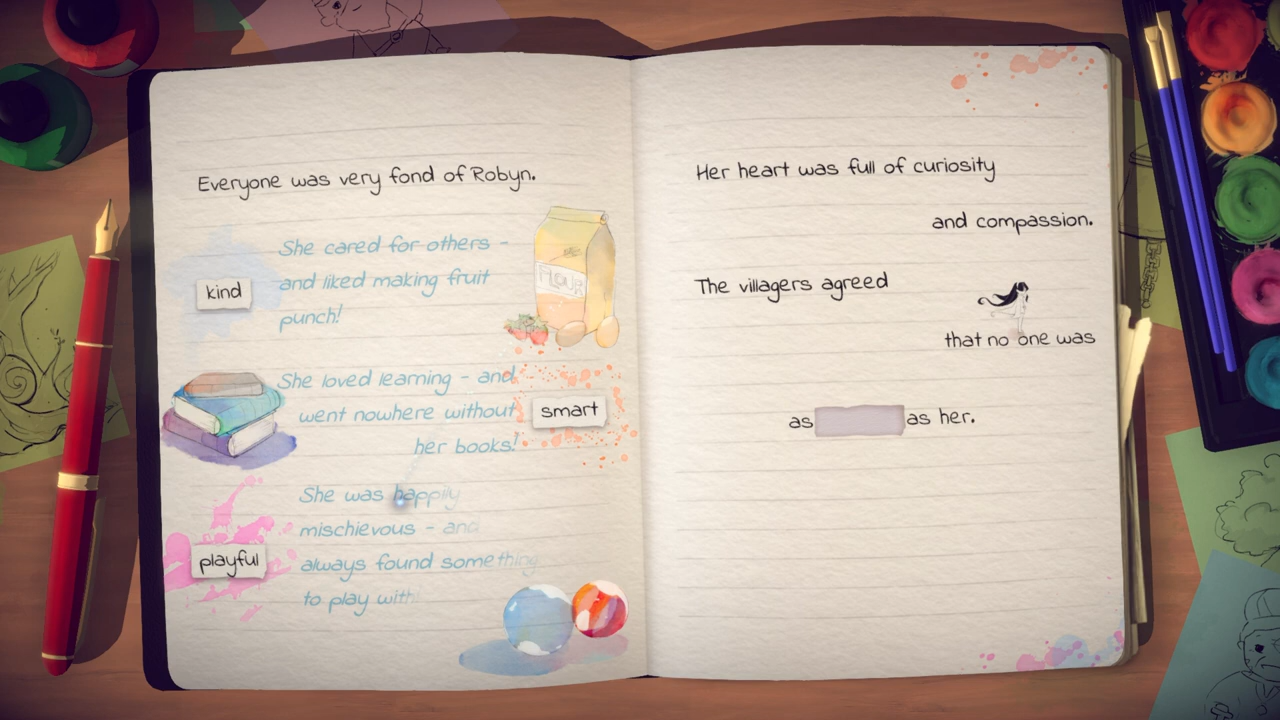 Everyone was very fond of Robyn.
She cared for others -
and liked making fruit
punch!
kind
FLOUR
She loved learning - and
went nowhere without
her books!
smart
She was happily
mischievous - and
always found something
to play with
playful
Her heart was full of curiosity
and compassion.
The villagers agreed
that no one was
as
as her.